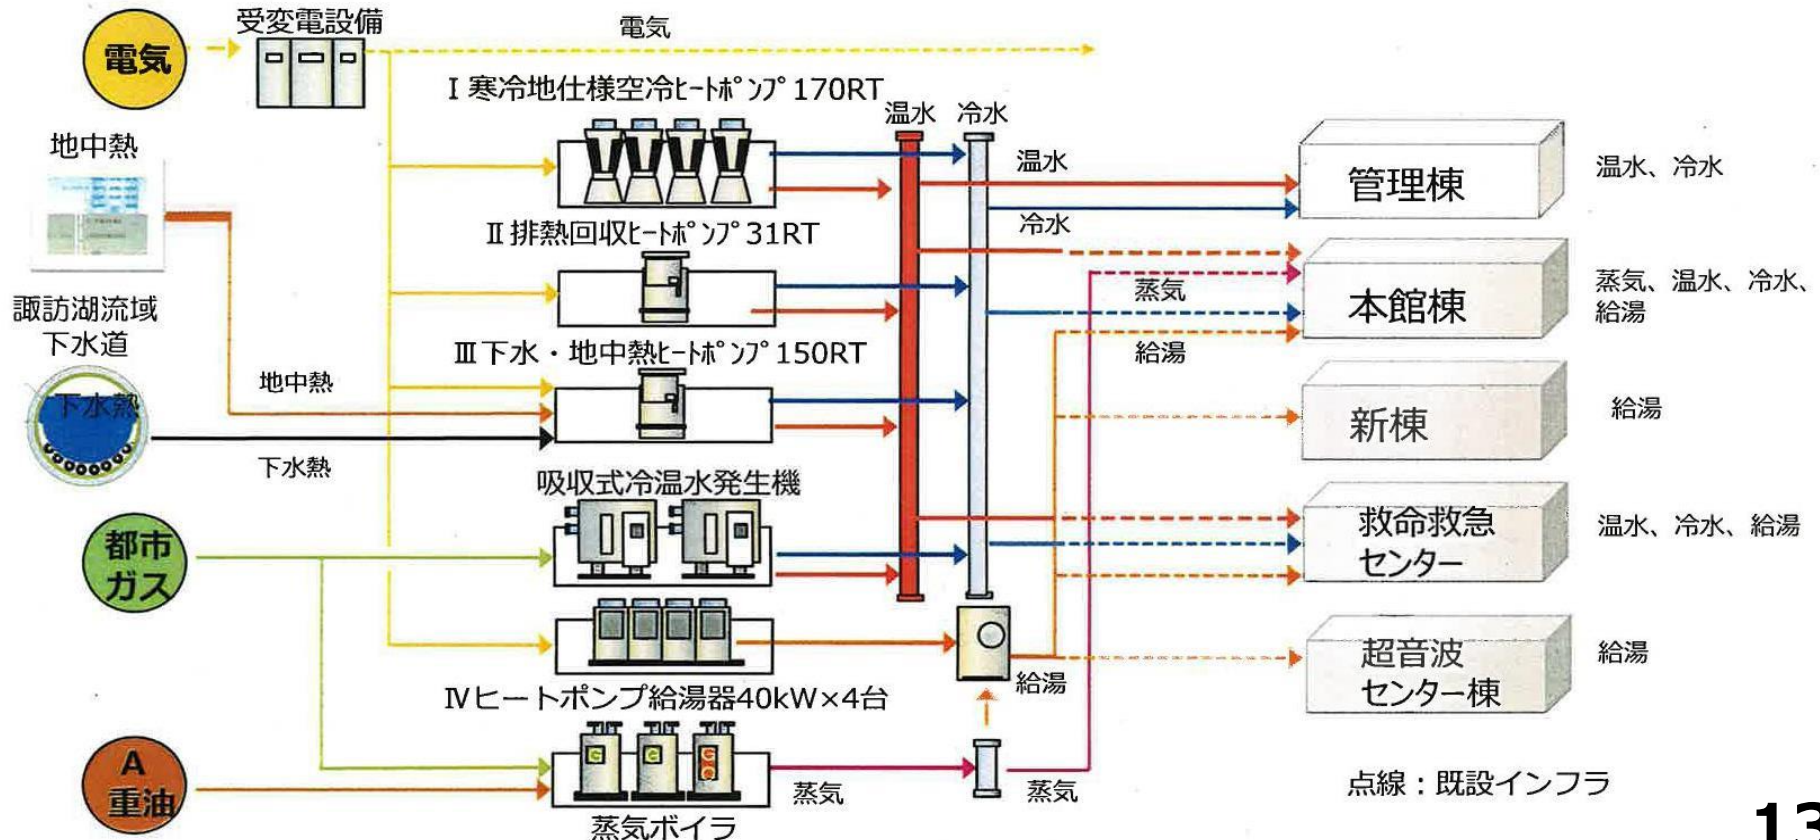 電気
受変電設備
電気
Ⅰ寒冷地仕様空冷ﾋｰﾄﾎﾟﾝﾌﾟ170RT
温水
冷水
地中熱
温水
管理棟
温水、冷水
冷水
Ⅱ排熱回収ﾋｰﾄﾎﾟﾝﾌﾟ31RT
諏訪湖流域
下水道
蒸気
本館棟
蒸気、温水、冷水、
給湯
Ⅲ下水・地中熱ﾋｰﾄﾎﾟﾝﾌﾟ150RT
給湯
地中熱
下水熱
新棟
給湯
下水熱
吸収式冷温水発生機
都市
ガス
救命救急
センター
温水、冷水、給湯
超音波
センター棟
給湯
給湯
Ⅳヒートポンプ給湯器40kW×4台
A
重油
蒸気
蒸気
点線：既設インフラ
蒸気ボイラ
13